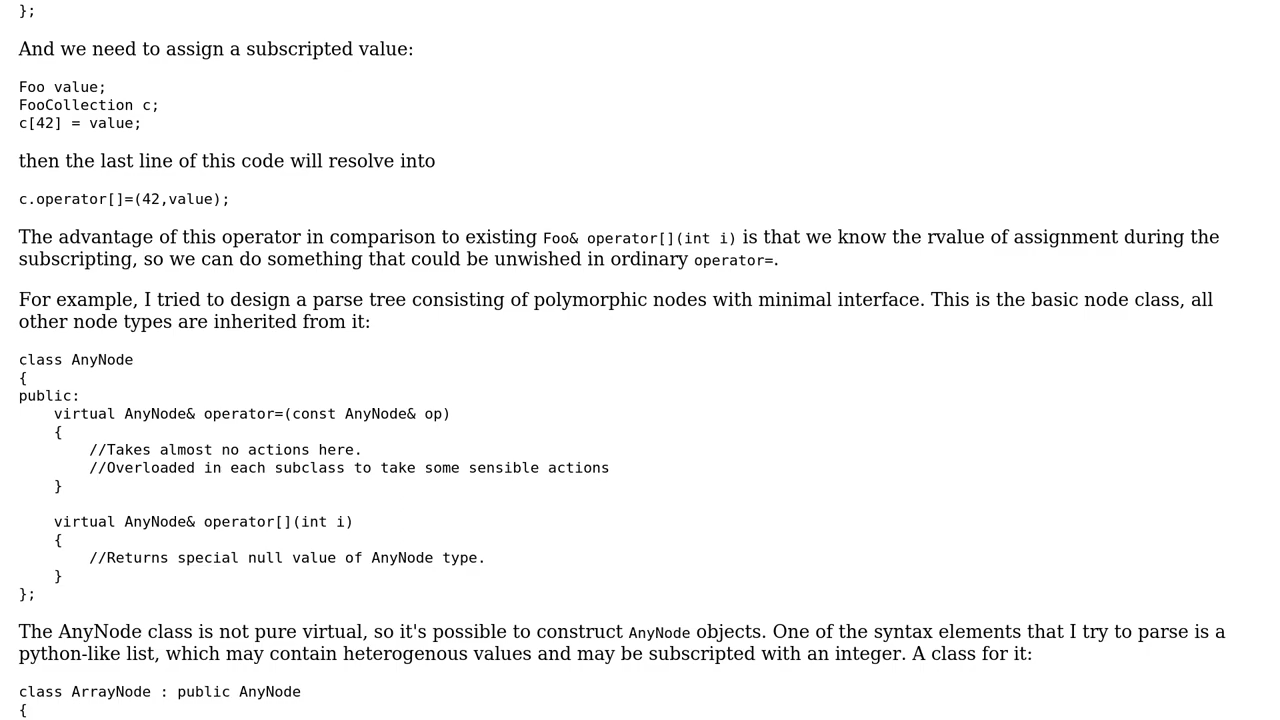 };
And we need to assign a subscripted value:
Foo value;
FooCollection c;
c[42] = value;
then the last line of this code will resolve into
c.operator[]=(42,value);
The advantage of this operator in comparison to existing Foo& operator[](int i) is that we know the rvalue of assignment during the
subscripting, so we can do something that could be unwished in ordinary operator=.
For example, I tried to design a parse tree consisting of polymorphic nodes with minimal interface. This is the basic node class, all
other node types are inherited from it:
class AnyNode
{
public:
    virtual AnyNode& operator=(const AnyNode& op)
    {
        //Takes almost no actions here.
        //Overloaded in each subclass to take some sensible actions
    }
    virtual AnyNode& operator[](int i)
    {
        //Returns special null value of AnyNode type.
    }
};
The AnyNode class is not pure virtual, so it's possible to construct AnyNode objects. One of the syntax elements that I try to parse is a
python-like list, which may contain heterogenous values and may be subscripted with an integer. A class for it:
class ArrayNode : public AnyNode
{